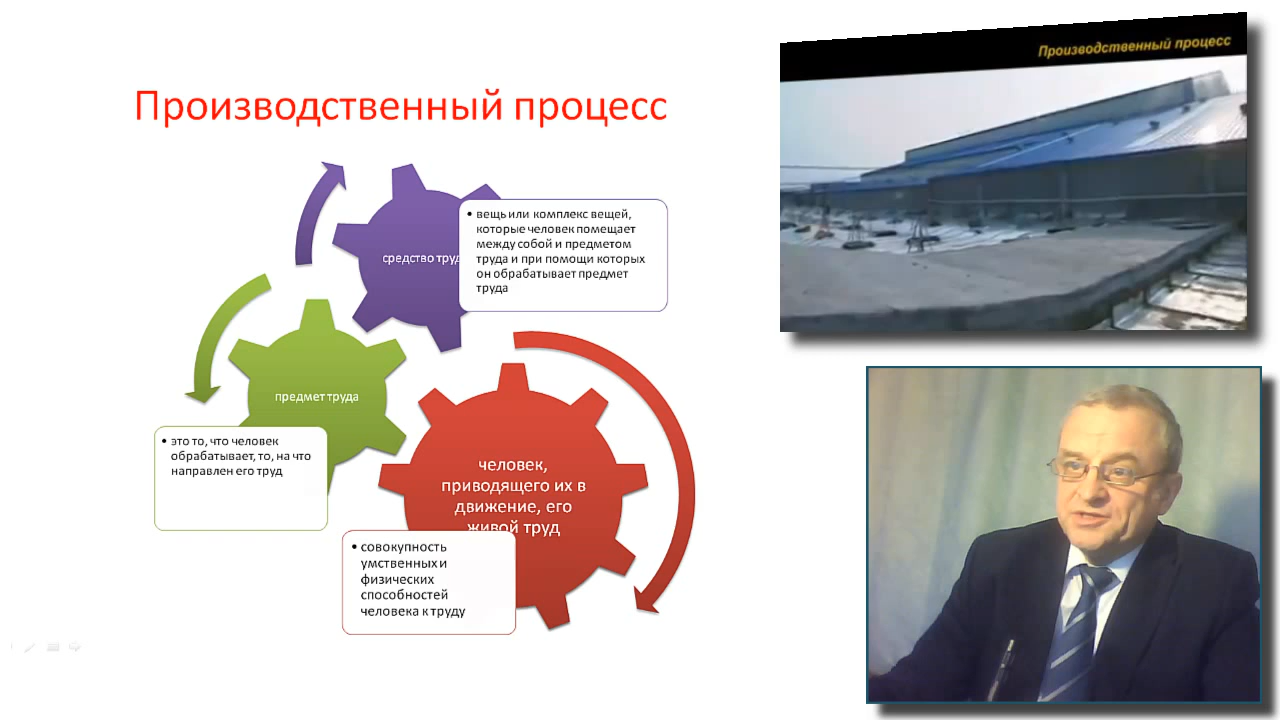 Производственный процесс
Производственный процесс
средство труд
• вещь или комплекс вещей,
которые человек помещает
между собой и предметом
труда и при помощи которых
он обрабатывает предмет
труда
предмет труда
• это то, что человек
обрабатывает, то, на что
направлен его труд
человек,
приводящего их в
движение, его
живой труд
• совокупность
умственных и
физических
способностей
человека к труду